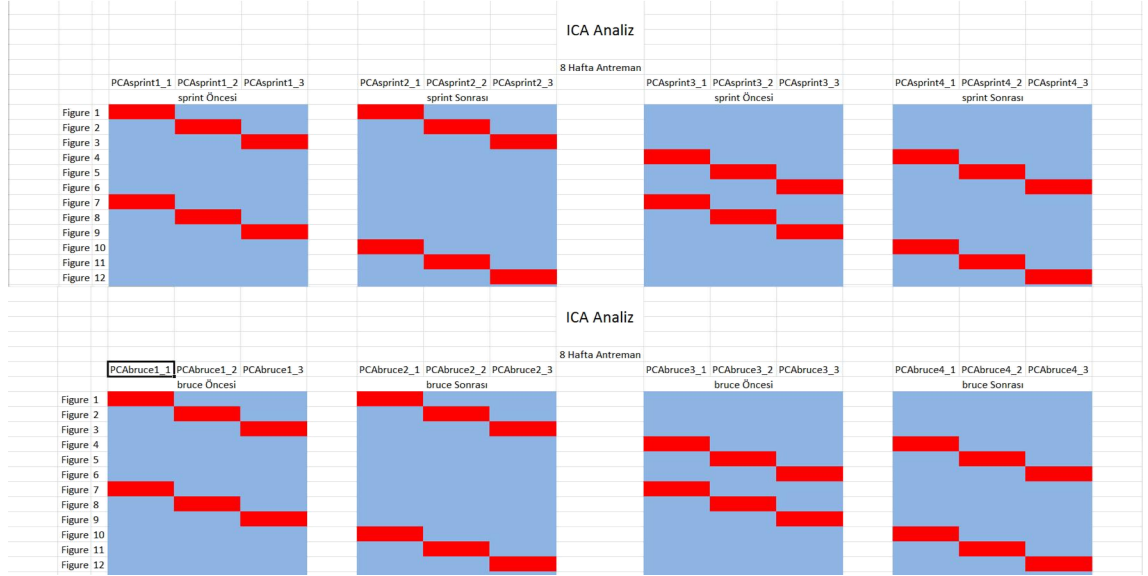 ICA Analiz
8 Hafta Antreman
PCAsprint1_1 PCAsprint1_2 PCAsprint1_3 PCAsprint2_1 PCAsprint2_2 PCAsprint2_3 PCAsprint3_1 PCAsprint3_2 PCAsprint3_3 PCAsprint4_1 PCAsprint4_2 PCAsprint4_3
sprint Öncesi sprint Sonrası sprint Öncesi sprint Sonrası
Figure 1
Figure 2
Figure 3
Figure 4
Figure 5
Figure 6
Figure 7
Figure 8
Figure 9
Figure 10
Figure 11
Figure 12
ICA Analiz
8 Hafta Antreman
PCAbruce1_1 PCAbruce1_2 PCAbruce1_3 PCAbruce2_1 PCAbruce2_2 PCAbruce2_3 PCAbruce3_1 PCAbruce3_2 PCAbruce3_3 PCAbruce4_1 PCAbruce4_2 PCAbruce4_3
bruce Öncesi bruce Sonrası bruce Öncesi bruce Sonrası
Figure 1
Figure 2
Figure 3
Figure 4
Figure 5
Figure 6
Figure 7
Figure 8
Figure 9
Figure 10
Figure 11
Figure 12